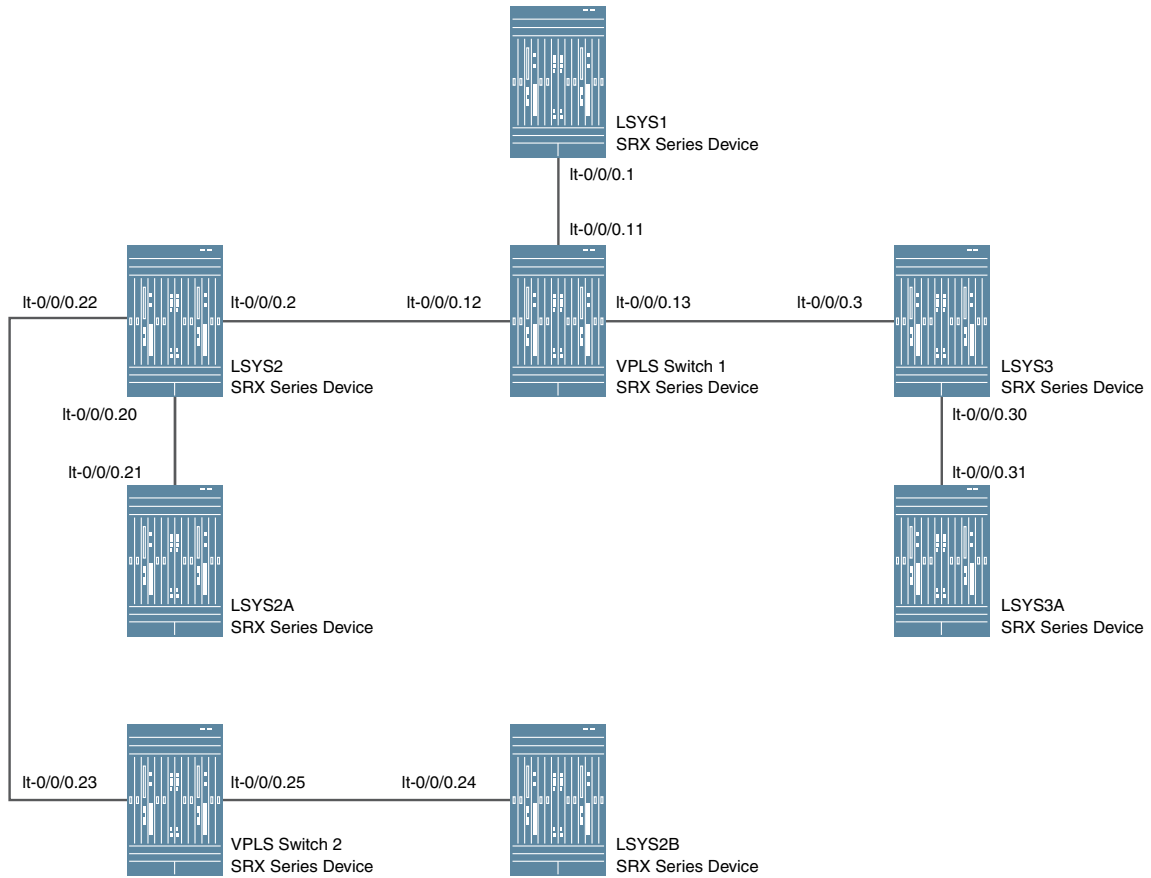 LSYS1
SRX Series Device
lt-0/0/0.1
lt-0/0/0.11
lt-0/0/0.22
lt-0/0/0.2
lt-0/0/0.12
lt-0/0/0.13
lt-0/0/0.3
LSYS2
SRX Series Device
VPLS Switch 1
SRX Series Device
LSYS3
SRX Series Device
lt-0/0/0.20
lt-0/0/0.30
lt-0/0/0.21
lt-0/0/0.31
LSYS2A
SRX Series Device
LSYS3A
SRX Series Device
lt-0/0/0.23
lt-0/0/0.25
lt-0/0/0.24
VPLS Switch 2
SRX Series Device
LSYS2B
SRX Series Device